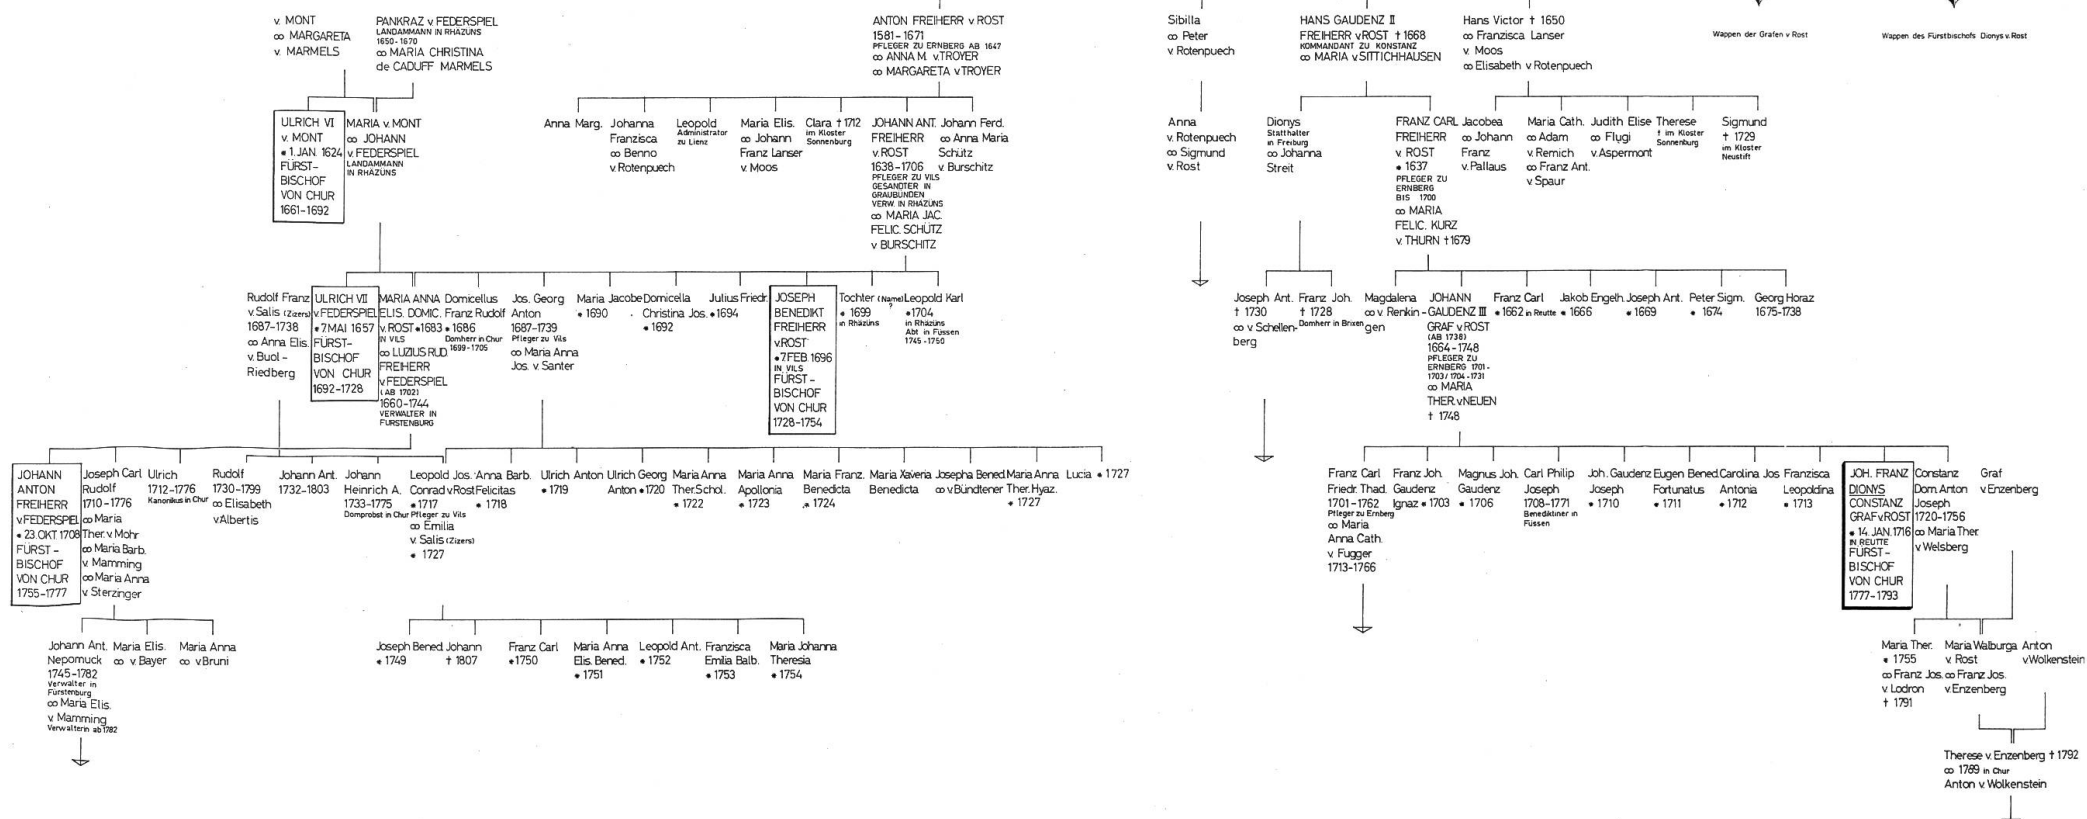 v. MONT
∞ MARGARETA
v. MARMELS
PANKRAZ v. FEDERSPIEL
LANDAMMANN IN RHÄZÜNS
1650-1670
∞ MARIA CHRISTINA
de CADUFF MARMELS
ANTON FREIHERR v. ROST
1581-1671
PFLEGER ZU ERNBERG AB 1647
∞ ANNA M. v.TROYER
∞ MARGARETA v.TROYER
Sibilla
∞ Peter
v. Rotenpuech
HANS GAUDENZ II
FREIHERR v.ROST †1668
KOMMANDANT ZU KONSTANZ
∞ MARIA v.SITTICHHAUSEN
Hans Victor † 1650
∞ Franzisca Lanser
v. Moos
∞ Elisabeth v. Rotenpuech
Wappen der Grafen v. Rost
Wappen des Fürstbischofs Dionys v. Rost
ULRICH VI
v. MONT
* 1. JAN. 1624
FÜRST-
BISCHOF
VON CHUR
1661-1692
MARIA v. MONT
∞ JOHANN
v. FEDERSPIEL
LANDAMMANN
IN RHÄZÜNS
Anna Marg.
Johanna
Franzisca
∞ Benno
v. Rotenpuech
Leopold
Administrator
zu Lienz
Maria Elis.
∞ Johann
Franz Lanser
v. Moos
Clara † 1712
im Kloster
Sonnenburg
JOHANN ANT.
FREIHERR
v. ROST
1638-1706
PFLEGER ZU VILS
GESANDTER IN
GRAUBÜNDEN
VERW. IN RHÄZÜNS
∞ MARIA JAC.
FELIC. SCHÜTZ
v. BURSCHITZ
Johann Ferd.
∞ Anna Maria
Schütz
v. Burschitz
Anna
v. Rotenpuech
∞ Sigmund
v. Rost
Dionys
Statthalter
in Freiburg
∞ Johanna
Streit
FRANZ CARL
FREIHERR
v. ROST
* 1637
PFLEGER ZU
ERNBERG
BIS 1700
∞ MARIA
FELIC. KURZ
v. THURN †1679
Jacobea
∞ Johann
Franz
v. Pallaus
Maria Cath.
∞ Adam
v. Remich
∞ Franz Ant.
v. Spaur
Judith Elise
∞ Flugi
v. Aspermont
Therese
† im Kloster
Sonnenburg
Sigmund
† 1729
im Kloster
Neustift
Rudolf Franz
v. Salis (Zizers)
1687-1738
∞ Anna Elis.
v. Buol-
Riedberg
ULRICH VII
v. FEDERSPIEL
* 7 MAI 1657
FÜRST-
BISCHOF
VON CHUR
1692-1728
MARIA ANNA
ELIS. DOMIC.
v. ROST *1683
IN VILS
∞ LUZIUS RUD.
FREIHERR
v. FEDERSPIEL
(AB 1702)
1660-1744
VERWALTER IN
FÜRSTENBURG
Domicellus
Franz Rudolf
* 1686
Domherr in Chur
1699-1705
Jos. Georg
Anton
1687-1739
Pfleger zu Vils
∞ Maria Anna
Jos. v. Santer
Maria Jacobe
* 1690
Domicella
Christina Jos.
* 1692
Julius Friedr.
* 1694
JOSEPH
BENEDIKT
FREIHERR
v. ROST
* 7. FEB. 1696
IN VILS
FÜRST-
BISCHOF
VON CHUR
1728-1754
Tochter (Name)
?
* 1699
in Rhäzüns
Leopold Karl
* 1704
in Rhäzüns
Abt in Füssen
1745-1750
Joseph Ant.
† 1730
∞ v. Schellen-
berg
Franz Joh.
† 1728
Domherr in Brixen
Magdalena
∞ v. Renkin-
gen
JOHANN
GAUDENZ III
GRAF v. ROST
(AB 1738)
1664-1748
PFLEGER ZU
ERNBERG 1701-
1703/1704-1731
∞ MARIA
THER. v. NEUEN
† 1748
Franz Carl
* 1662 in Reutte
Jakob Engelh.
* 1666
Joseph Ant.
* 1669
Peter Sigm.
* 1674
Georg Horaz
1675-1738
JOHANN
ANTON
FREIHERR
v. FEDERSPIEL
* 23. OKT. 1708
FÜRST-
BISCHOF
VON CHUR
1755-1777
Joseph Carl
Rudolf
1710-1776
∞ Maria
Ther. v. Mohr
∞ Maria Barb.
v. Mamming
∞ Maria Anna
v. Sterzinger
Ulrich
1712-1776
Kanonikus in Chur
Rudolf
1730-1799
∞ Elisabeth
v. Albertis
Johann Ant.
1732-1803
Johann
Heinrich A.
1733-1775
Domprobst in Chur
Leopold Jos.
Conrad v. Rost
* 1717
Pfleger zu Vils
∞ Emilia
v. Salis (Zizers)
* 1727
Anna Barb.
Felicitas
* 1718
Ulrich Anton
* 1719
Ulrich Georg
Anton * 1720
Maria Anna
Ther. Schol.
* 1722
Maria Anna
Apollonia
* 1723
Maria Franz.
Benedicta
* 1724
Maria Xaveria
Benedicta
Josepha Bened.
∞ v. Bündtener
Maria Anna
Ther. Hyaz.
* 1727
Lucia * 1727
Franz Carl
Friedr. Thad.
1701-1762
Pfleger zu Ernberg
∞ Maria
Anna Cath.
v. Fugger
1713-1766
Franz Joh.
Gaudenz
Ignaz * 1703
Magnus Joh.
Gaudenz
* 1706
Carl Philip
Joseph
1708-1771
Benediktiner in
Füssen
Joh. Gaudenz
Joseph
* 1710
Eugen Bened.
Fortunatus
* 1711
Carolina Jos
Antonia
* 1712
Franzisca
Leopoldina
* 1713
JOH. FRANZ
DIONYS
CONSTANZ
GRAF v. ROST
* 14. JAN. 1716
IN REUTTE
FÜRST-
BISCHOF
VON CHUR
1777-1793
Constanz
Dom. Anton
Joseph
1720-1756
∞ Maria Ther.
v. Welsberg
Graf
v. Enzenberg
Johann Ant.
Nepomuck
1745-1782
Verwalter in
Fürstenburg
∞ Maria Elis.
v. Mamming
Verwalterin ab 1782
Maria Elis.
∞ v. Bayer
Maria Anna
∞ v. Bruni
Joseph Bened.
* 1749
Johann
† 1807
Franz Carl
* 1750
Maria Anna
Elis. Bened.
* 1751
Leopold Ant.
* 1752
Franzisca
Emilia Balb.
* 1753
Maria Johanna
Theresia
* 1754
Maria Ther.
* 1755
∞ Franz Jos.
v. Lodron
† 1791
Maria Walburga
v. Rost
∞ Franz Jos.
v. Enzenberg
Anton
v. Wolkenstein
Therese v. Enzenberg † 1792
∞ 1789 in Chur
Anton v. Wolkenstein